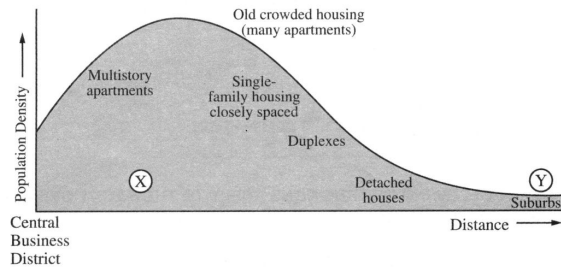 Old crowded housing
(many apartments)
Multistory
apartments
Single-
family housing
closely spaced
Duplexes
Population Density
X
Y
Detached
houses
Suburbs
Central
Business
District
Distance